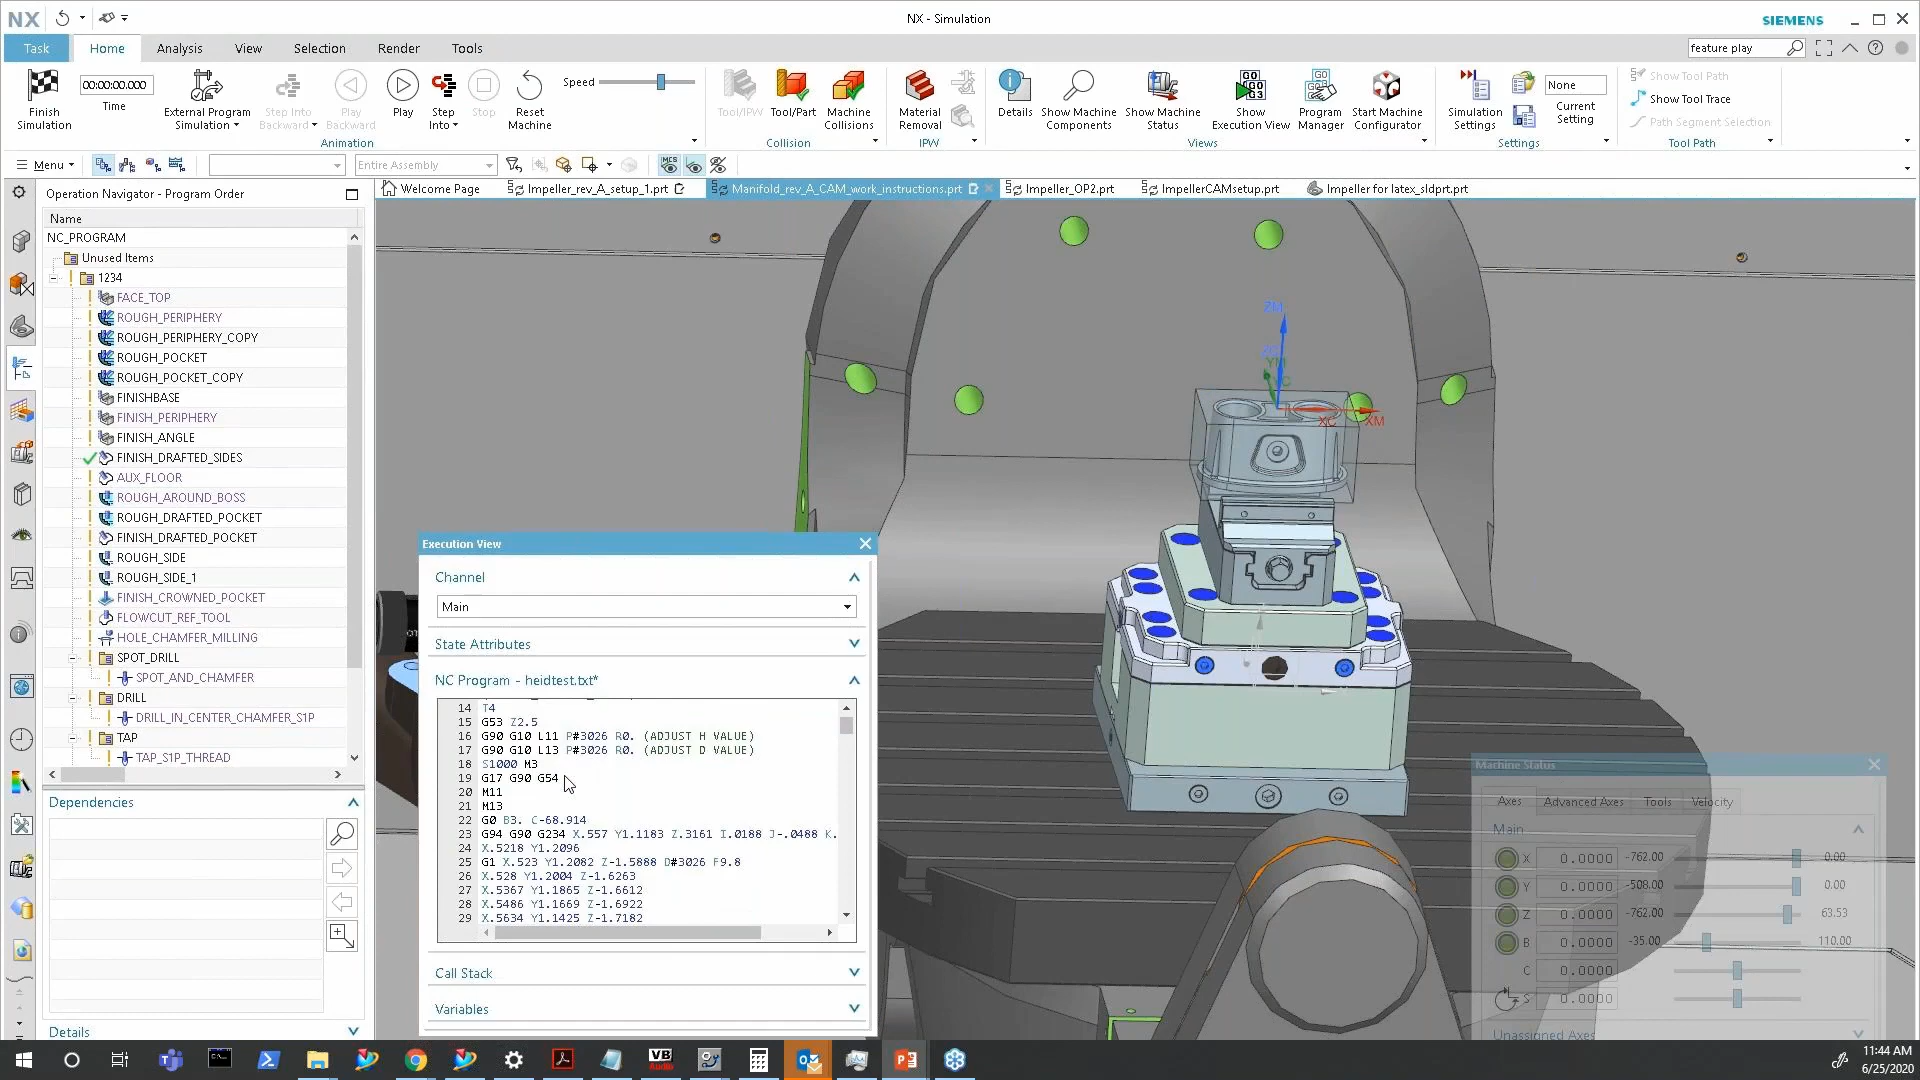 NX
NX - Simulation
SIEMENS
Task
Home
Analysis
View
Selection
Render
Tools
feature play
00:00:00.000
Speed
None
Show Tool Path
Show Tool Trace
Path Segment Selection
Finish Simulation
Time
External Program Simulation
Step Into Backward
Play Backward
Play
Step Into
Stop
Reset Machine
Tool/IPW
Tool/Part
Machine Collisions
Material Removal
Details
Show Machine Components
Show Machine Status
Show Execution View
Program Manager
Start Machine Configurator
Simulation Settings
Current Setting
Animation
Collision
IPW
Views
Settings
Tool Path
Menu
Entire Assembly
MCS
Operation Navigator - Program Order
Welcome Page
Impeller_rev_A_setup_1.prt
Manifold_rev_A_CAM_work_instructions.prt
Impeller_OP2.prt
ImpellerCAMsetup.prt
Impeller for latex_sldprt.prt
Name
NC_PROGRAM
Unused Items
1234
FACE_TOP
ROUGH_PERIPHERY
ROUGH_PERIPHERY_COPY
ROUGH_POCKET
ROUGH_POCKET_COPY
FINISHBASE
FINISH_PERIPHERY
FINISH_ANGLE
FINISH_DRAFTED_SIDES
AUX_FLOOR
ROUGH_AROUND_BOSS
ROUGH_DRAFTED_POCKET
FINISH_DRAFTED_POCKET
ROUGH_SIDE
ROUGH_SIDE_1
FINISH_CROWNED_POCKET
FLOWCUT_REF_TOOL
HOLE_CHAMFER_MILLING
SPOT_DRILL
SPOT_AND_CHAMFER
DRILL
DRILL_IN_CENTER_CHAMFER_S1P
TAP
TAP_S1P_THREAD
Dependencies
Details
ZM
XC
XM
Execution View
Channel
Main
State Attributes
NC Program - heidtest.txt*
14 T4
15 G53 Z2.5
16 G90 G10 L11 P#3026 R0. (ADJUST H VALUE)
17 G90 G10 L13 P#3026 R0. (ADJUST D VALUE)
18 S1000 M3
19 G17 G90 G54
20 M11
21 M13
22 G0 B3. C-68.914
23 G94 G90 G234 X.557 Y1.1183 Z.3161 I.0188 J-.0488 K.
24 X.5218 Y1.2096
25 G1 X.523 Y1.2082 Z-1.5888 D#3026 F9.8
26 X.528 Y1.2004 Z-1.6263
27 X.5367 Y1.1865 Z-1.6612
28 X.5486 Y1.1669 Z-1.6922
29 X.5634 Y1.1425 Z-1.7182
Call Stack
Variables
Machine Status
Axes
Advanced Axes
Tools
Velocity
Main
X 0.0000 -762.00 0.00
Y 0.0000 -508.00 0.00
Z 0.0000 -762.00 63.53
B 0.0000 -35.00 110.00
C 0.0000
S 0.0000
Unassigned Axes
VB
11:44 AM
6/25/2020